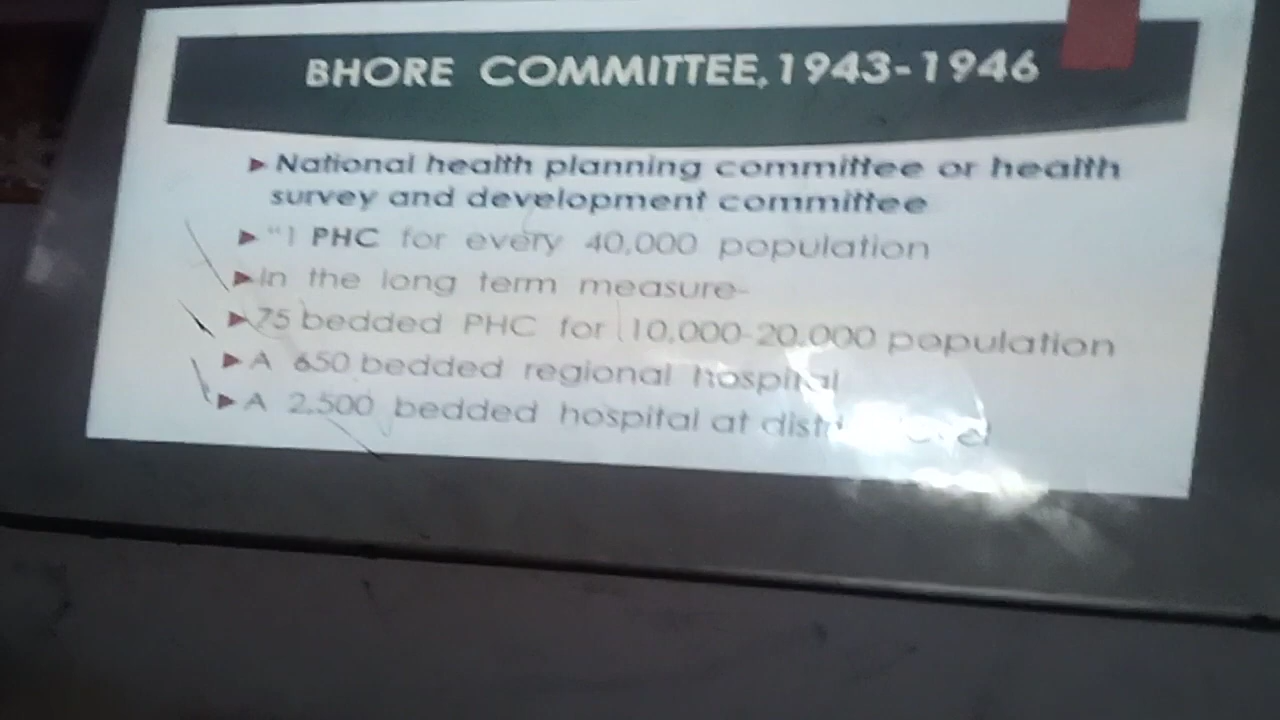 BHORE COMMITTEE, 1943-1946
National health planning committee or health
survey and development committee
"1 PHC for every 40,000 population
In the long term measure-
75 bedded PHC for 10,000-20,000 population
A 650 bedded regional hospital
A 2,500 bedded hospital at